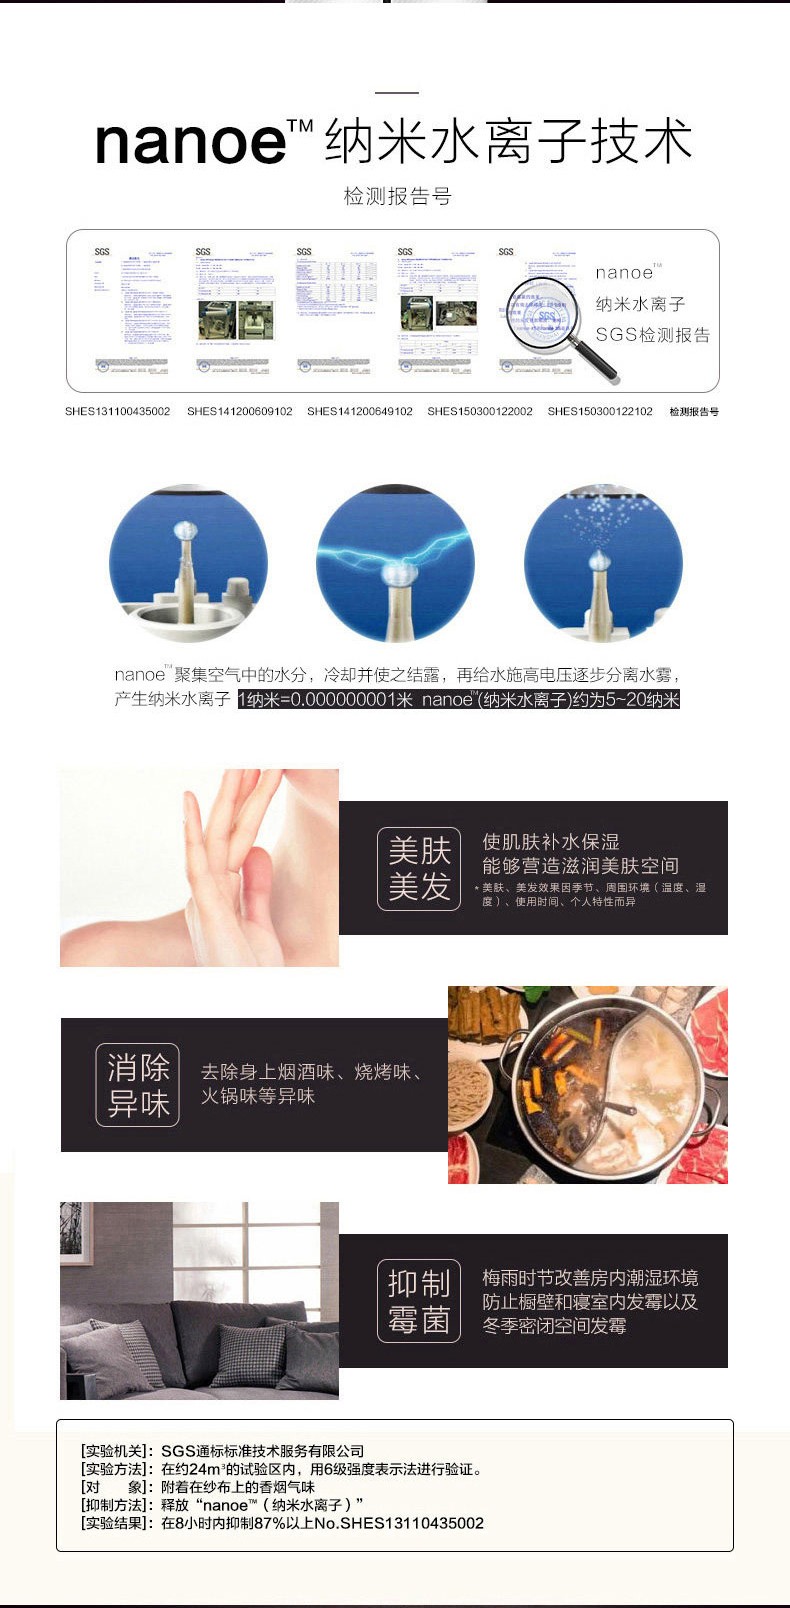 nanoe™ 纳米水离子技术
检测报告号
SGS
SGS
SGS
SGS
SGS
SGS
nanoe™
纳米水离子
SGS检测报告
SHES131100435002 SHES141200609102 SHES141200649102 SHES150300122002 SHES150300122102 检测报告号
nanoe™聚集空气中的水分，冷却并使之结露，再给水施高电压逐步分离水雾，
产生纳米水离子 1纳米=0.000000001米 nanoe™(纳米水离子)约为5~20纳米
美肤
美发
使肌肤补水保湿
能够营造滋润美肤空间
*美肤、美发效果因季节、周围环境（温度、湿
度）、使用时间、个人特性而异
消除
异味
去除身上烟酒味、烧烤味、
火锅味等异味
抑制
霉菌
梅雨时节改善房内潮湿环境
防止橱壁和寝室内发霉以及
冬季密闭空间发霉
[实验机关]：SGS通标标准技术服务有限公司
[实验方法]：在约24m³的试验区内，用6级强度表示法进行验证。
[对　　象]：附着在纱布上的香烟气味
[抑制方法]：释放“nanoe™（纳米水离子）”
[实验结果]：在8小时内抑制87%以上No.SHES13110435002